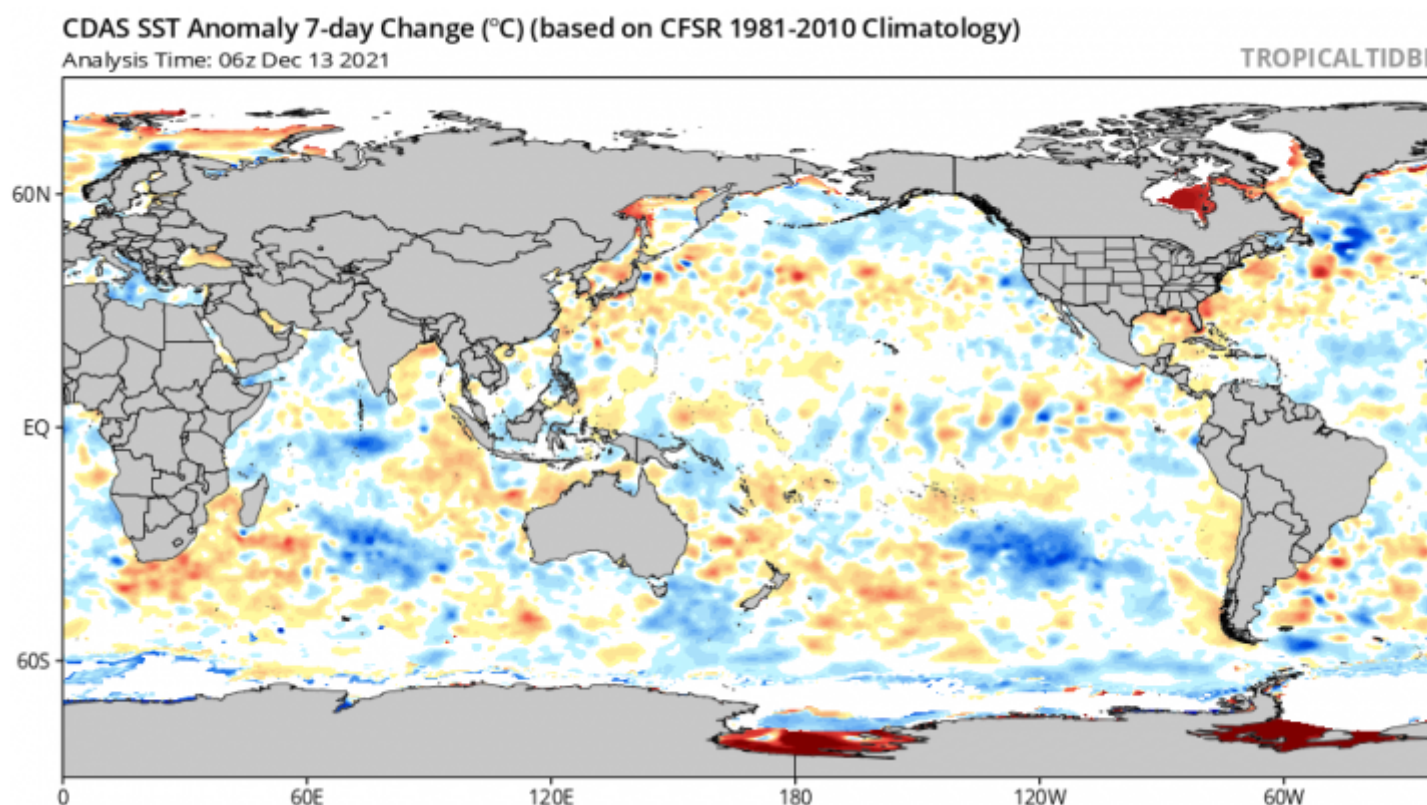 CDAS SST Anomaly 7-day Change (°C) (based on CFSR 1981-2010 Climatology)
Analysis Time: 06z Dec 13 2021
TROPICALTIDB
60N
EQ
60S
0
60E
120E
180
120W
60W